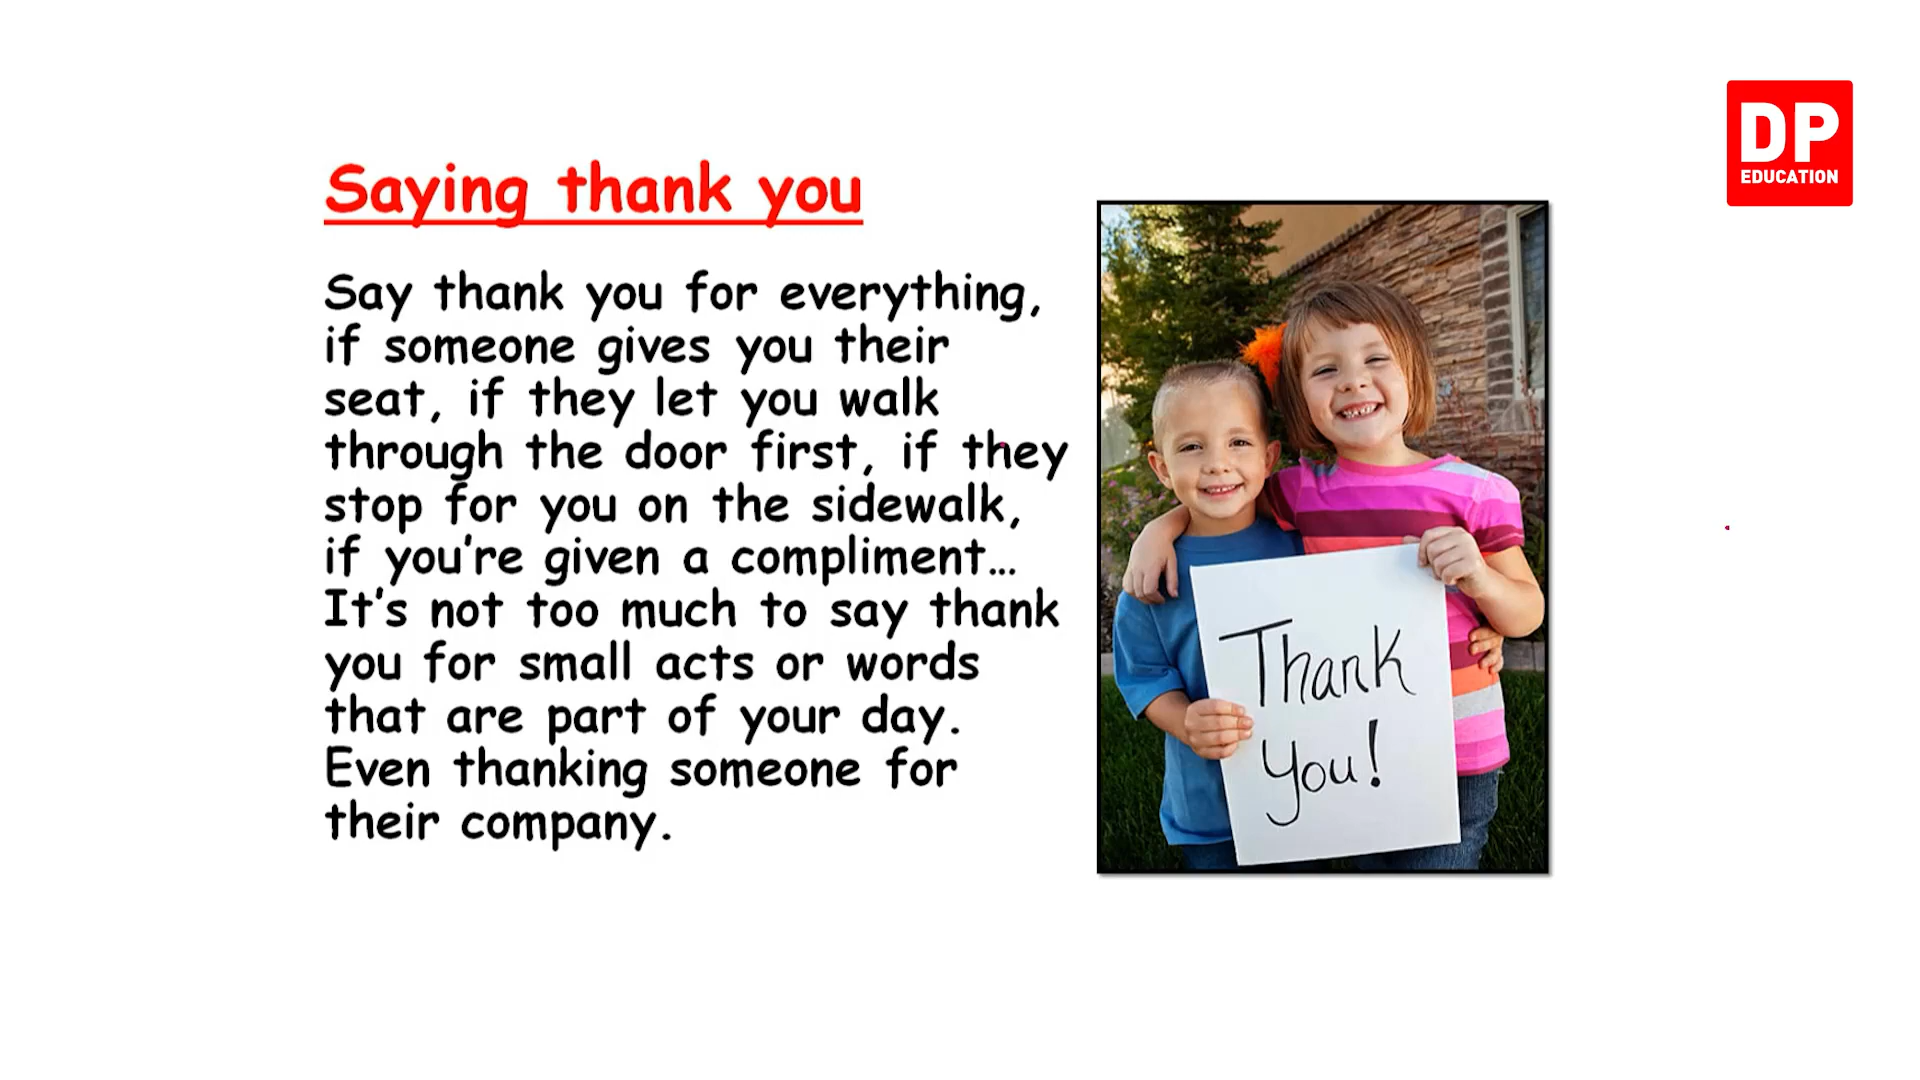 DP
EDUCATION
Saying thank you
Say thank you for everything,
if someone gives you their
seat, if they let you walk
through the door first, if they
stop for you on the sidewalk,
if you’re given a compliment…
It’s not too much to say thank
you for small acts or words
that are part of your day.
Even thanking someone for
their company.
Thank
you!